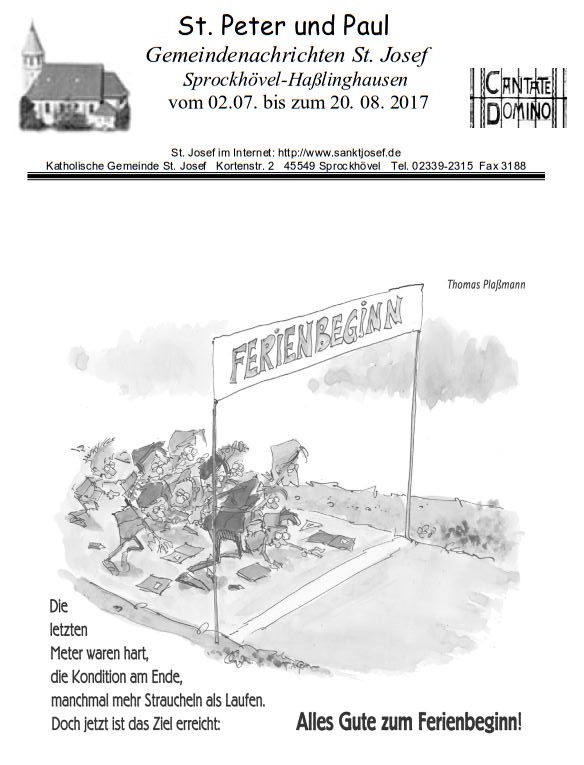 St. Peter und Paul
Gemeindenachrichten St. Josef
Sprockhövel-Haßlinghausen
vom 02.07. bis zum 20. 08. 2017
CANTATE
DOMINO
St. Josef im Internet: http://www.sanktjosef.de
Katholische Gemeinde St. Josef Kortenstr. 2 45549 Sprockhövel Tel. 02339-2315 Fax 3188
Thomas Plaßmann
FERIENBEGINN
Die
letzten
Meter waren hart,
die Kondition am Ende,
manchmal mehr Straucheln als Laufen.
Doch jetzt ist das Ziel erreicht:
Alles Gute zum Ferienbeginn!